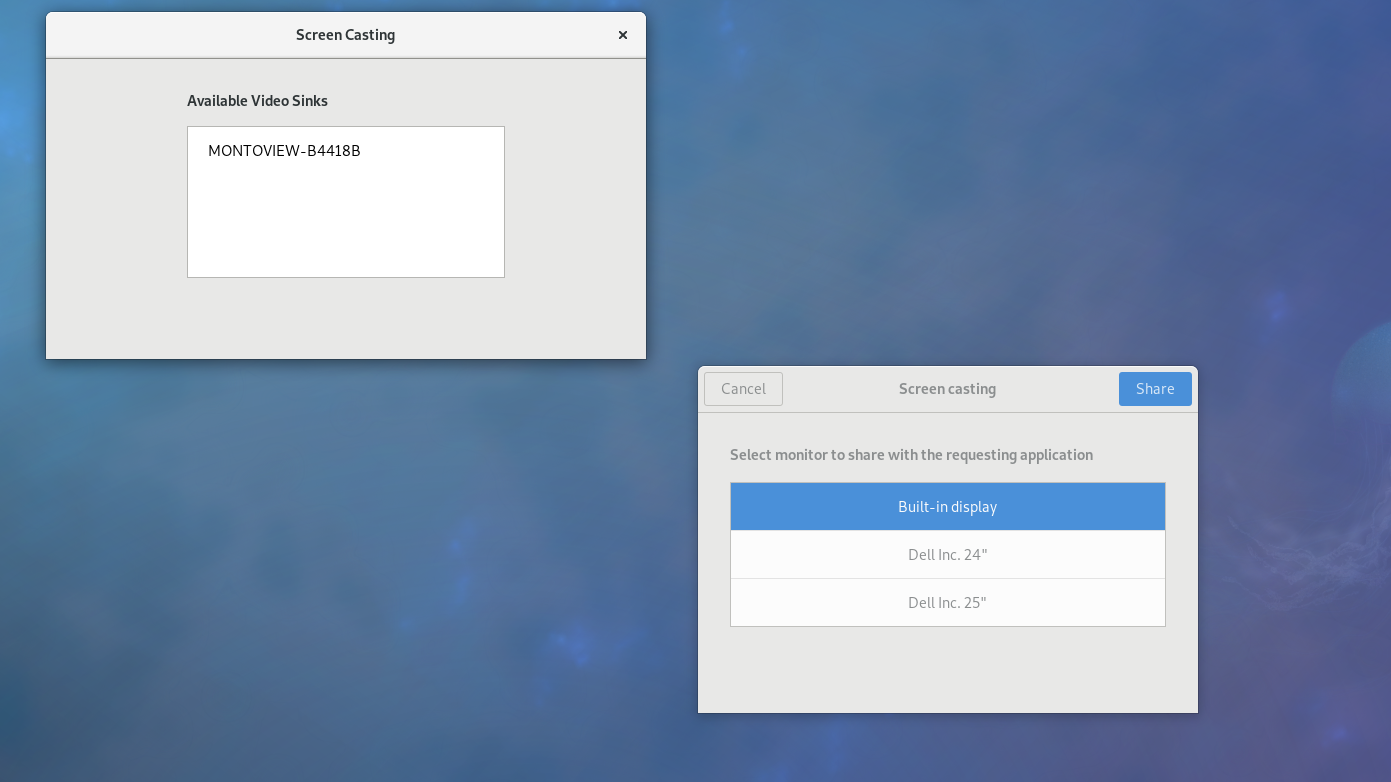 Screen Casting
Available Video Sinks
MONTOVIEW-B4418B
Cancel
Screen casting
Share
Select monitor to share with the requesting application
Built-in display
Dell Inc. 24"
Dell Inc. 25"